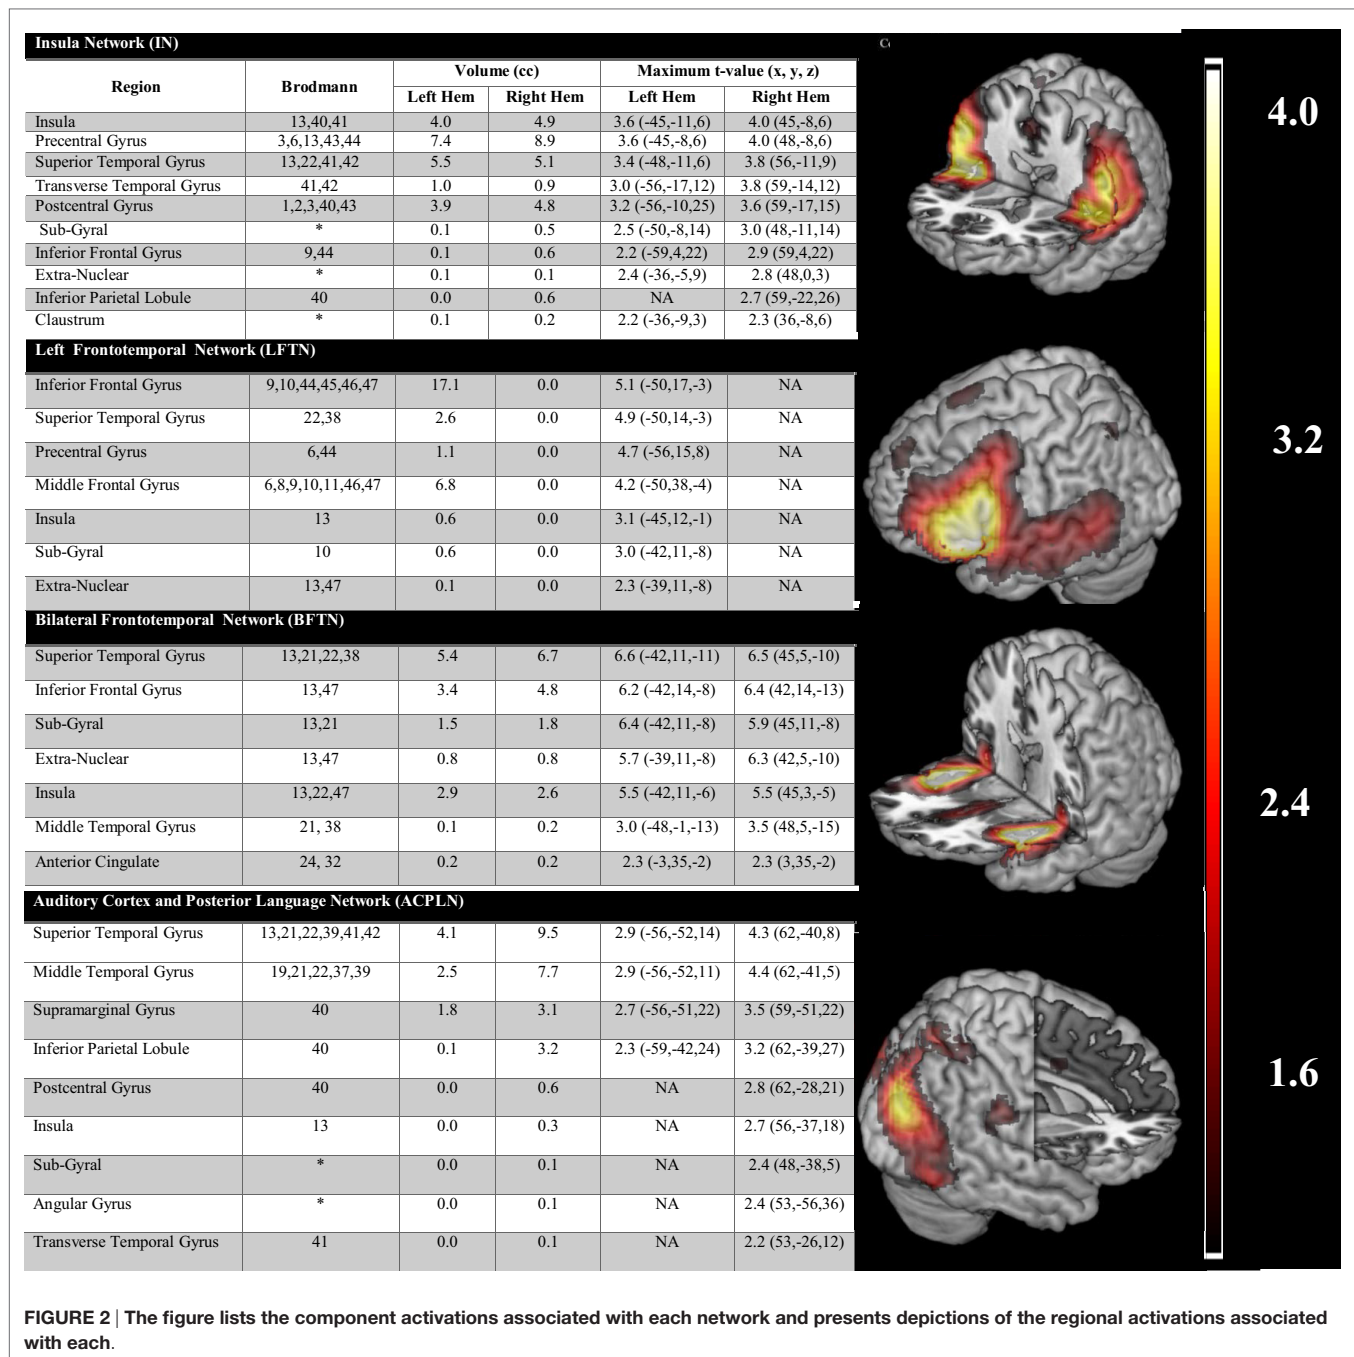 Insula Network (IN)
Region Brodmann Volume (cc) Maximum t-value (x, y, z)
Left Hem Right Hem Left Hem Right Hem
Insula 13,40,41 4.0 4.9 3.6 (-45,-11,6) 4.0 (45,-8,6)
Precentral Gyrus 3,6,13,43,44 7.4 8.9 3.6 (-45,-8,6) 4.0 (48,-8,6)
Superior Temporal Gyrus 13,22,41,42 5.5 5.1 3.4 (-48,-11,6) 3.8 (56,-11,9)
Transverse Temporal Gyrus 41,42 1.0 0.9 3.0 (-56,-17,12) 3.8 (59,-14,12)
Postcentral Gyrus 1,2,3,40,43 3.9 4.8 3.2 (-56,-10,25) 3.6 (59,-17,15)
Sub-Gyral * 0.1 0.5 2.5 (-50,-8,14) 3.0 (48,-11,14)
Inferior Frontal Gyrus 9,44 0.1 0.6 2.2 (-59,4,22) 2.9 (59,4,22)
Extra-Nuclear * 0.1 0.1 2.4 (-36,-5,9) 2.8 (48,0,3)
Inferior Parietal Lobule 40 0.0 0.6 NA 2.7 (59,-22,26)
Claustrum * 0.1 0.2 2.2 (-36,-9,3) 2.3 (36,-8,6)
Left Frontotemporal Network (LFTN)
Inferior Frontal Gyrus 9,10,44,45,46,47 17.1 0.0 5.1 (-50,17,-3) NA
Superior Temporal Gyrus 22,38 2.6 0.0 4.9 (-50,14,-3) NA
Precentral Gyrus 6,44 1.1 0.0 4.7 (-56,15,8) NA
Middle Frontal Gyrus 6,8,9,10,11,46,47 6.8 0.0 4.2 (-50,38,-4) NA
Insula 13 0.6 0.0 3.1 (-45,12,-1) NA
Sub-Gyral 10 0.6 0.0 3.0 (-42,11,-8) NA
Extra-Nuclear 13,47 0.1 0.0 2.3 (-39,11,-8) NA
Bilateral Frontotemporal Network (BFTN)
Superior Temporal Gyrus 13,21,22,38 5.4 6.7 6.6 (-42,11,-11) 6.5 (45,5,-10)
Inferior Frontal Gyrus 13,47 3.4 4.8 6.2 (-42,14,-8) 6.4 (42,14,-13)
Sub-Gyral 13,21 1.5 1.8 6.4 (-42,11,-8) 5.9 (45,11,-8)
Extra-Nuclear 13,47 0.8 0.8 5.7 (-39,11,-8) 6.3 (42,5,-10)
Insula 13,22,47 2.9 2.6 5.5 (-42,11,-6) 5.5 (45,3,-5)
Middle Temporal Gyrus 21, 38 0.1 0.2 3.0 (-48,-1,-13) 3.5 (48,5,-15)
Anterior Cingulate 24, 32 0.2 0.2 2.3 (-3,35,-2) 2.3 (3,35,-2)
Auditory Cortex and Posterior Language Network (ACPLN)
Superior Temporal Gyrus 13,21,22,39,41,42 4.1 9.5 2.9 (-56,-52,14) 4.3 (62,-40,8)
Middle Temporal Gyrus 19,21,22,37,39 2.5 7.7 2.9 (-56,-52,11) 4.4 (62,-41,5)
Supramarginal Gyrus 40 1.8 3.1 2.7 (-56,-51,22) 3.5 (59,-51,22)
Inferior Parietal Lobule 40 0.1 3.2 2.3 (-59,-42,24) 3.2 (62,-39,27)
Postcentral Gyrus 40 0.0 0.6 NA 2.8 (62,-28,21)
Insula 13 0.0 0.3 NA 2.7 (56,-37,18)
Sub-Gyral * 0.0 0.1 NA 2.4 (48,-38,5)
Angular Gyrus * 0.0 0.1 NA 2.4 (53,-56,36)
Transverse Temporal Gyrus 41 0.0 0.1 NA 2.2 (53,-26,12)
4.0
3.2
2.4
1.6
FIGURE 2 | The figure lists the component activations associated with each network and presents depictions of the regional activations associated
with each.